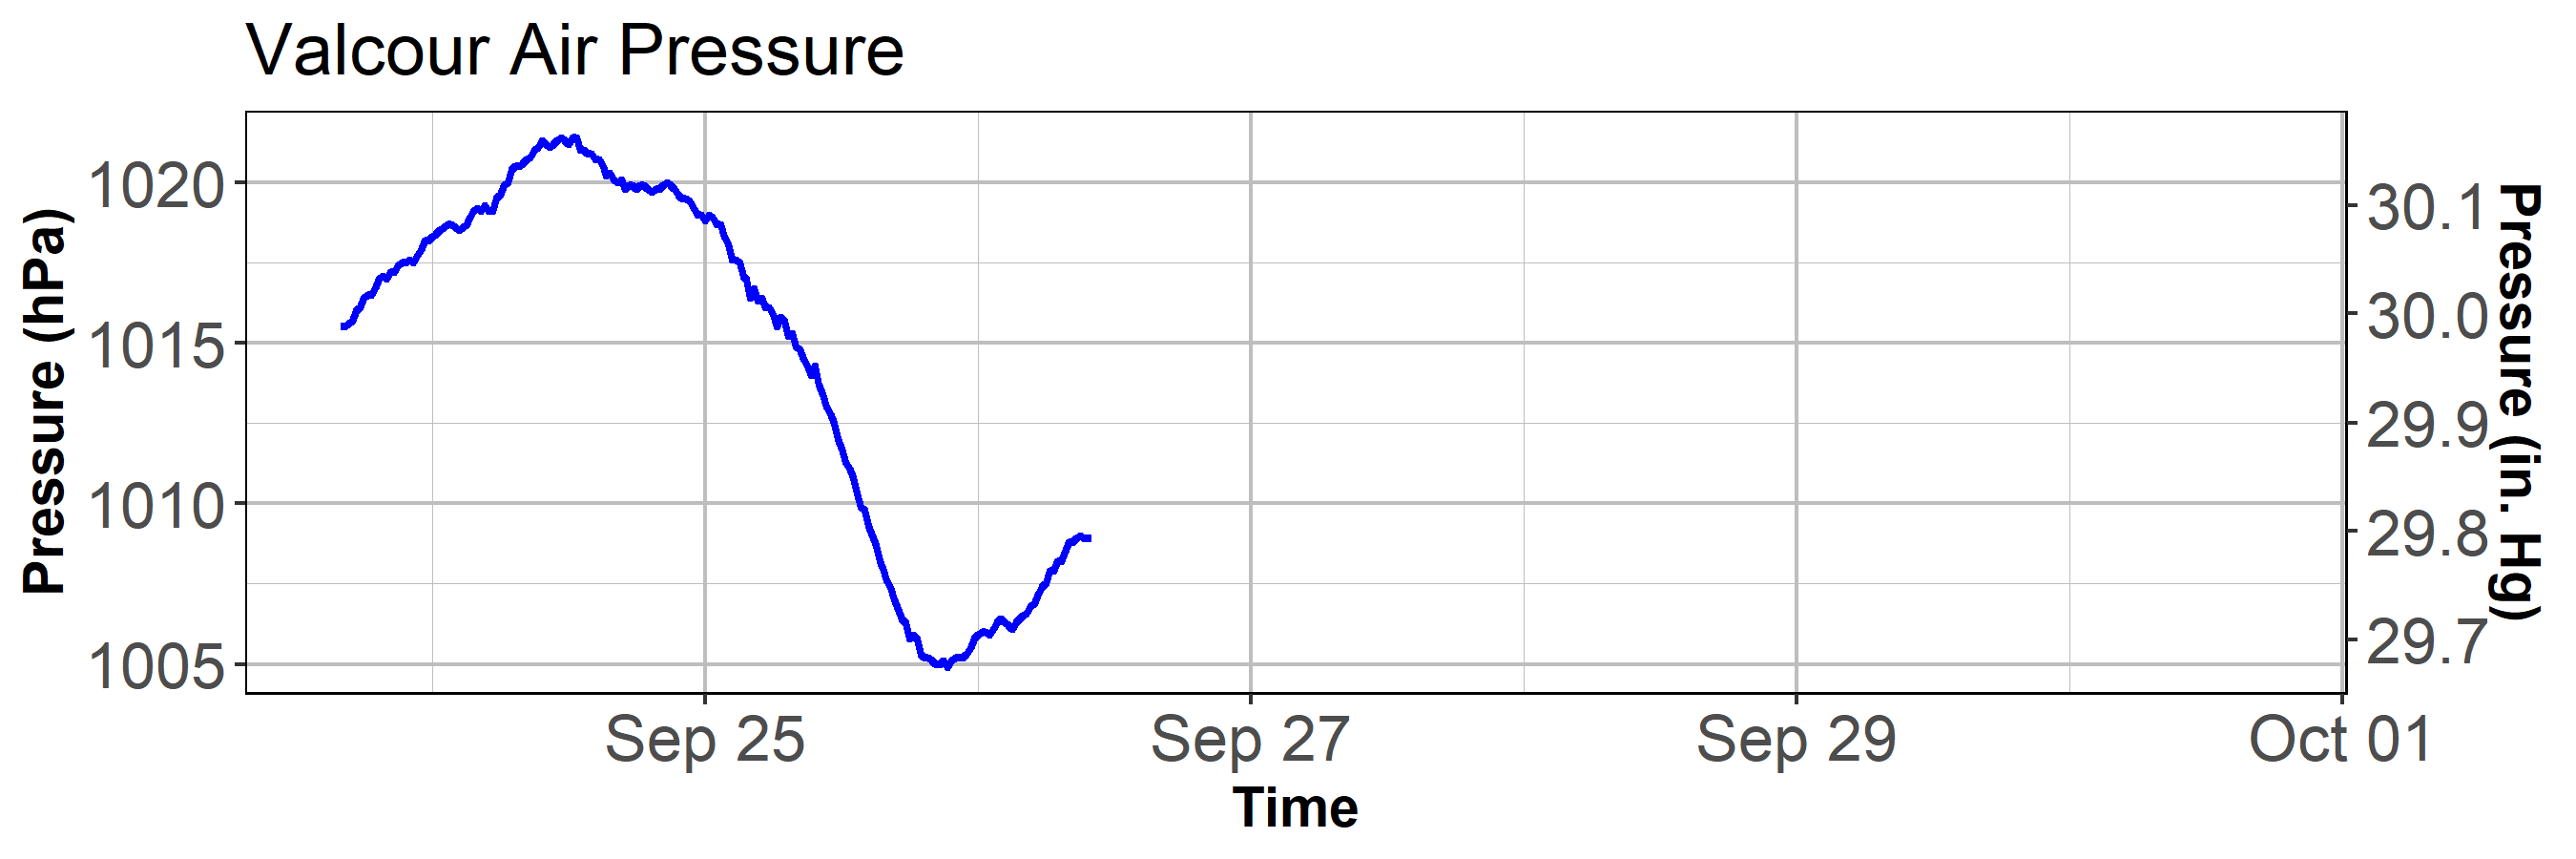 Valcour Air Pressure
1020
1015
1010
1005
Pressure (hPa)
30.1
30.0
29.9
29.8
29.7
Pressure (in. Hg)
Sep 25
Sep 27
Sep 29
Oct 01
Time